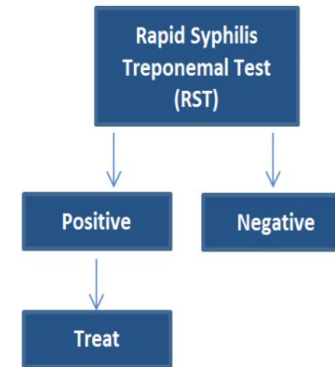 Rapid Syphilis
Treponemal Test
(RST)
Positive
Negative
Treat